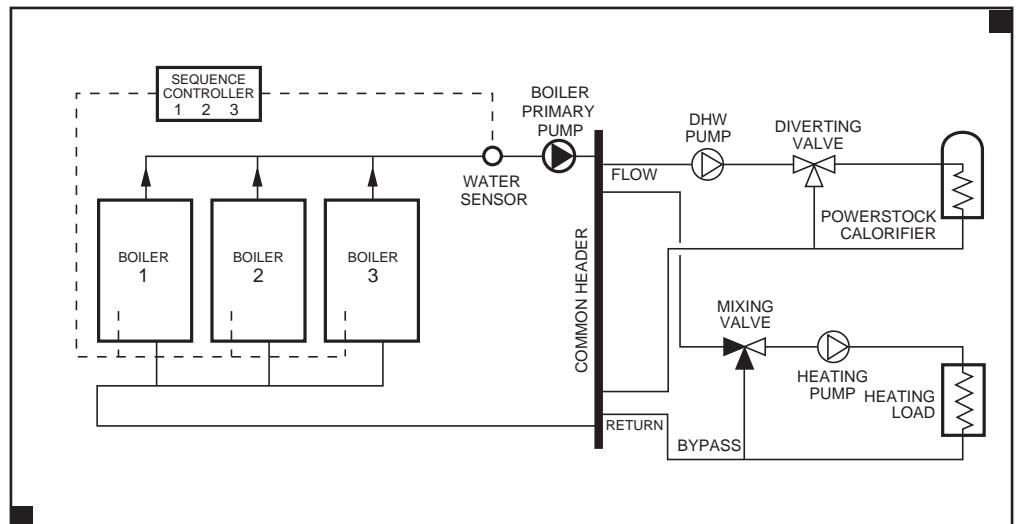 SEQUENCE
CONTROLLER
1 2 3
BOILER
PRIMARY
PUMP
WATER
SENSOR
DHW
PUMP
DIVERTING
VALVE
FLOW
POWERSTOCK
CALORIFIER
BOILER
1
BOILER
2
BOILER
3
COMMON HEADER
MIXING
VALVE
HEATING
PUMP
HEATING
LOAD
RETURN
BYPASS